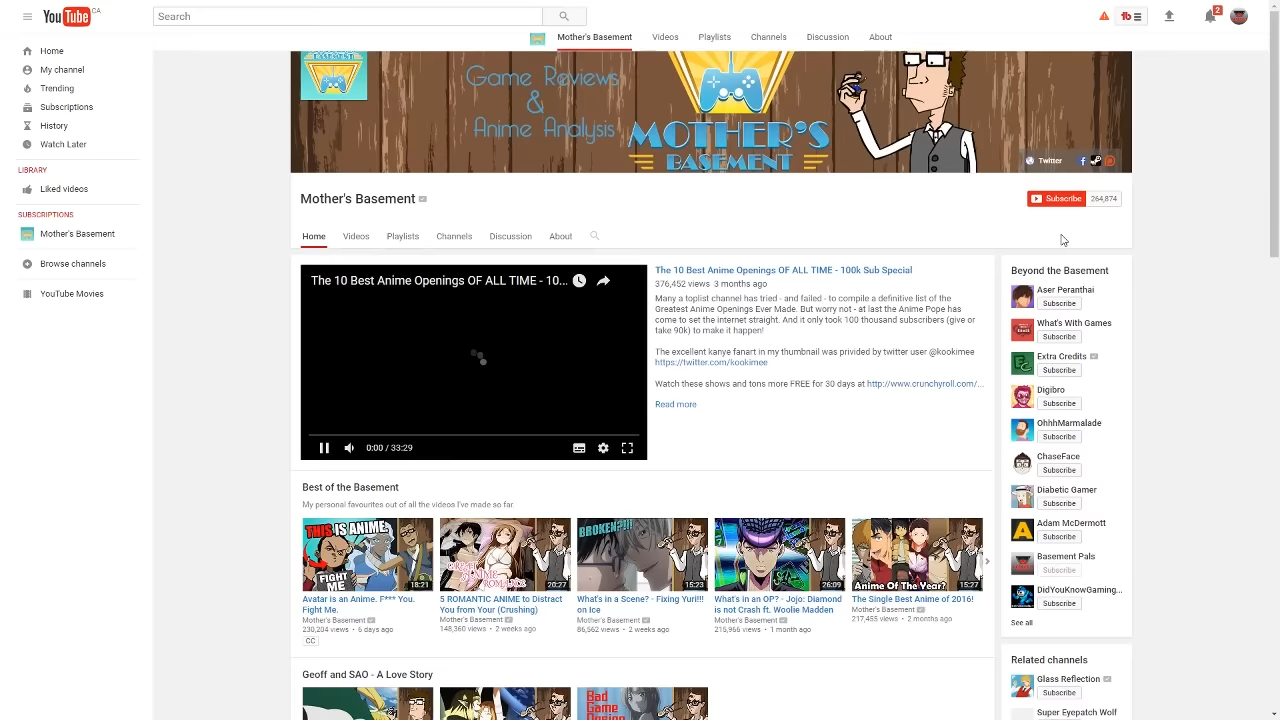 YouTube CA
Search
2
Home
My channel
Trending
Subscriptions
History
Watch Later
LIBRARY
Liked videos
SUBSCRIPTIONS
Mother's Basement
Browse channels
YouTube Movies
Mother's Basement Videos Playlists Channels Discussion About
BASEMENT
Game Reviews
&
Anime Analysis
MOTHER'S
BASEMENT
Twitter
Mother's Basement
Subscribe 264,874
Home Videos Playlists Channels Discussion About
The 10 Best Anime Openings OF ALL TIME - 10...
0:00 / 33:29
The 10 Best Anime Openings OF ALL TIME - 100k Sub Special
376,452 views 3 months ago
Many a toplist channel has tried - and failed - to compile a definitive list of the
Greatest Anime Openings Ever Made. But worry not - at last the Anime Pope has
come to set the internet straight. And it only took 100 thousand subscribers (give or
take 90k) to make it happen!
The excellent kanye fanart in my thumbnail was privided by twitter user @kookimee
https://twitter.com/kookimee
Watch these shows and tons more FREE for 30 days at http://www.crunchyroll.com/...
Read more
Best of the Basement
My personal favourites out of all the videos I've made so far.
THIS IS ANIME
FIGHT
ME
18:21
Avatar is an Anime. F*** You.
Fight Me.
Mother's Basement
230,204 views • 6 days ago
CC
20:27
5 ROMANTIC ANIME to Distract
You from Your (Crushing)
Mother's Basement
148,360 views • 2 weeks ago
BROKEN?!!!
15:23
What's in a Scene? - Fixing Yuri!!!
on Ice
Mother's Basement
86,562 views • 2 weeks ago
26:09
What's in an OP? - Jojo: Diamond
is not Crash ft. Woolie Madden
Mother's Basement
215,966 views • 1 month ago
Anime Of The Year?
15:27
The Single Best Anime of 2016!
Mother's Basement
217,455 views • 2 months ago
Geoff and SAO - A Love Story
Bad
Game
Design
Beyond the Basement
Aser Peranthai
Subscribe
What's With Games
Subscribe
Extra Credits
Subscribe
Digibro
Subscribe
OhhhMarmalade
Subscribe
ChaseFace
Subscribe
Diabetic Gamer
Subscribe
Adam McDermott
Subscribe
Basement Pals
Subscribe
DidYouKnowGaming...
Subscribe
See all
Related channels
Glass Reflection
Subscribe
Super Eyepatch Wolf